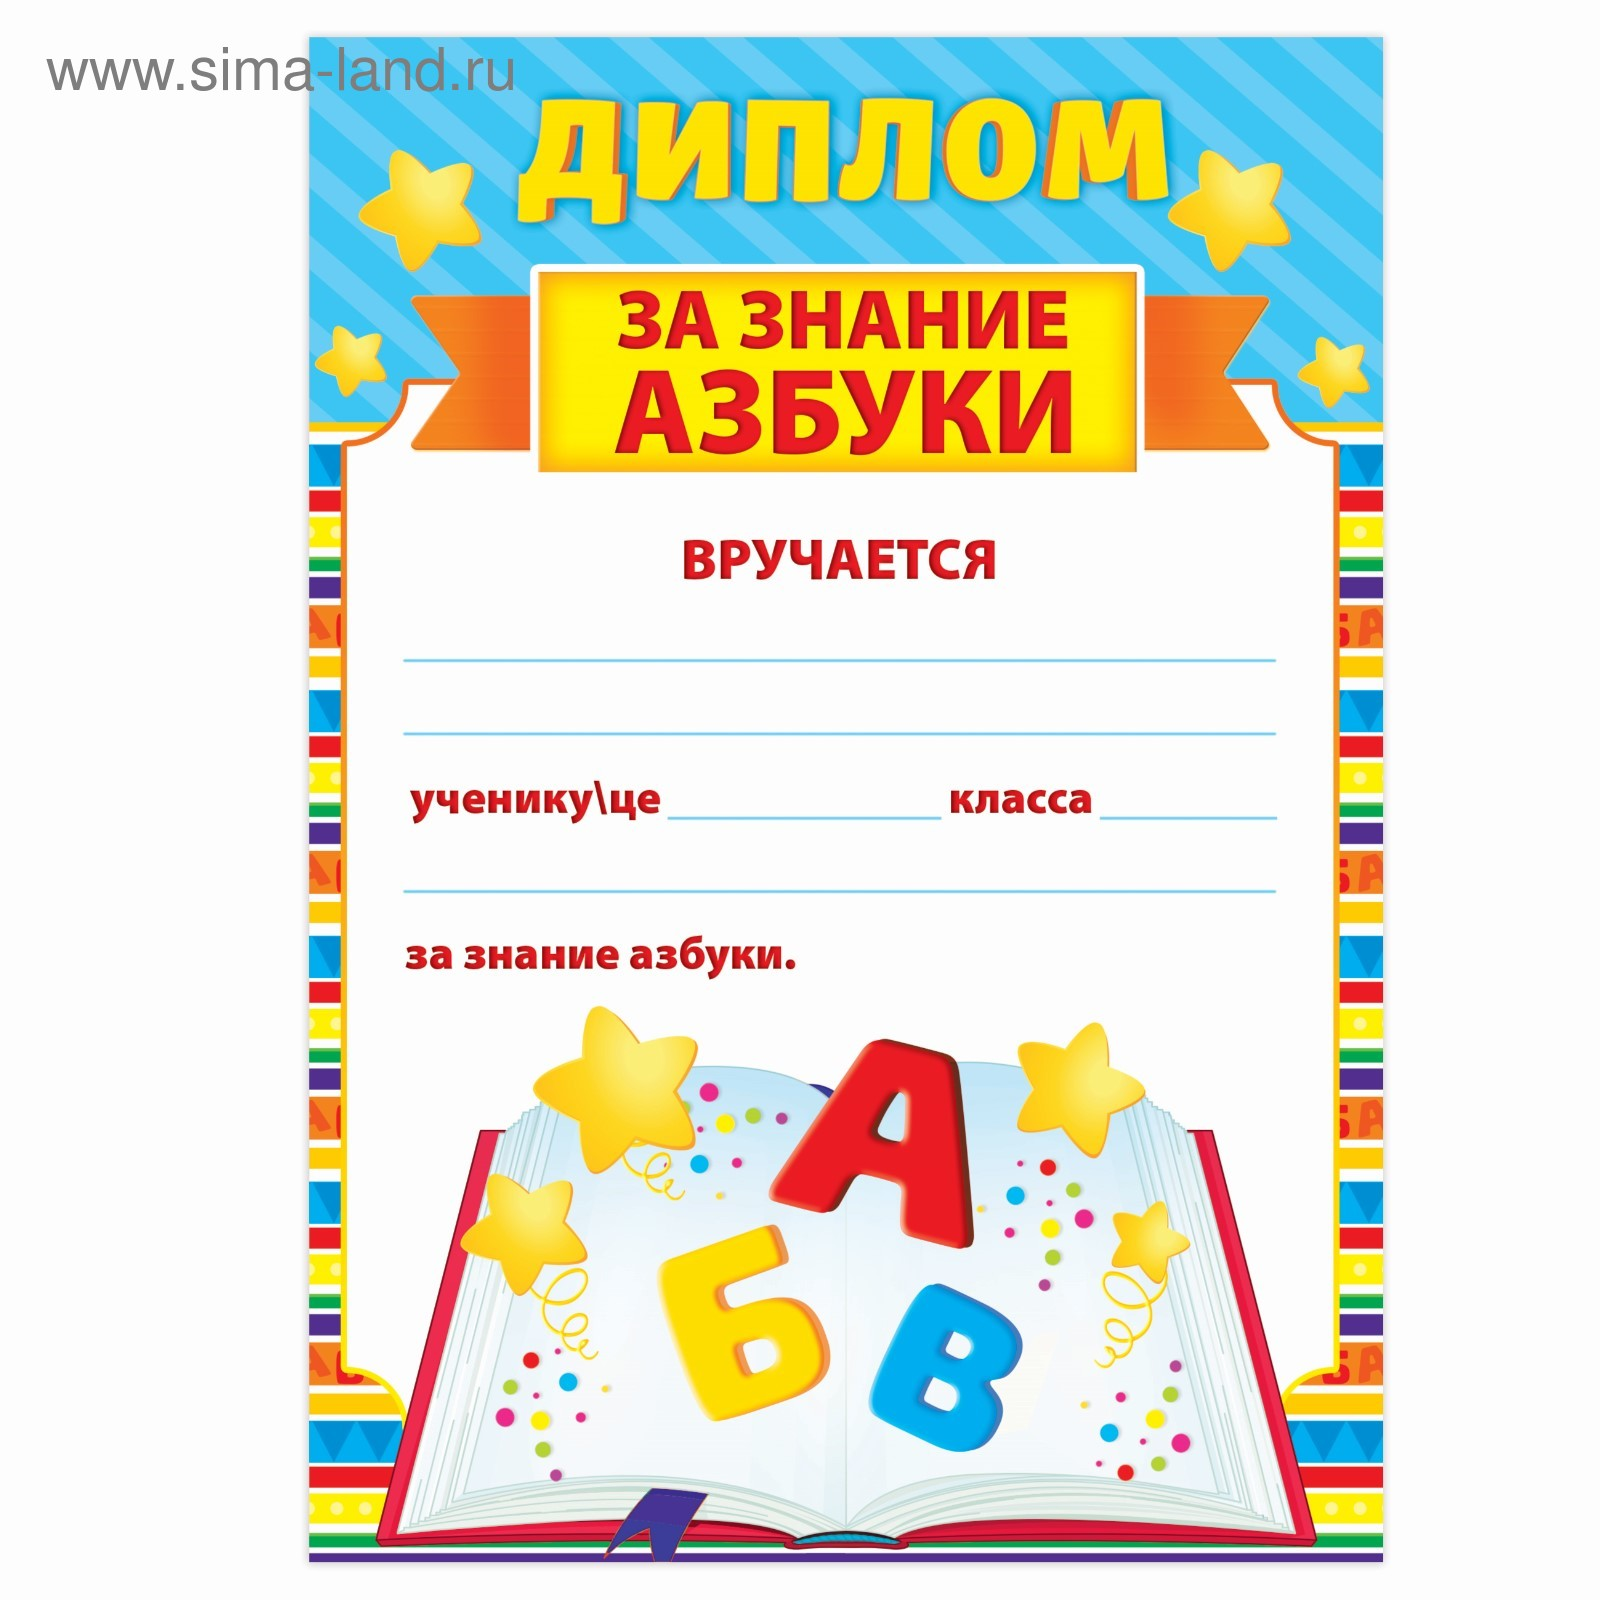 www.sima-land.ru
ДИПЛОМ
ЗА ЗНАНИЕ
АЗБУКИ
ВРУЧАЕТСЯ
ученику\це класса
за знание азбуки.
А
Б
В